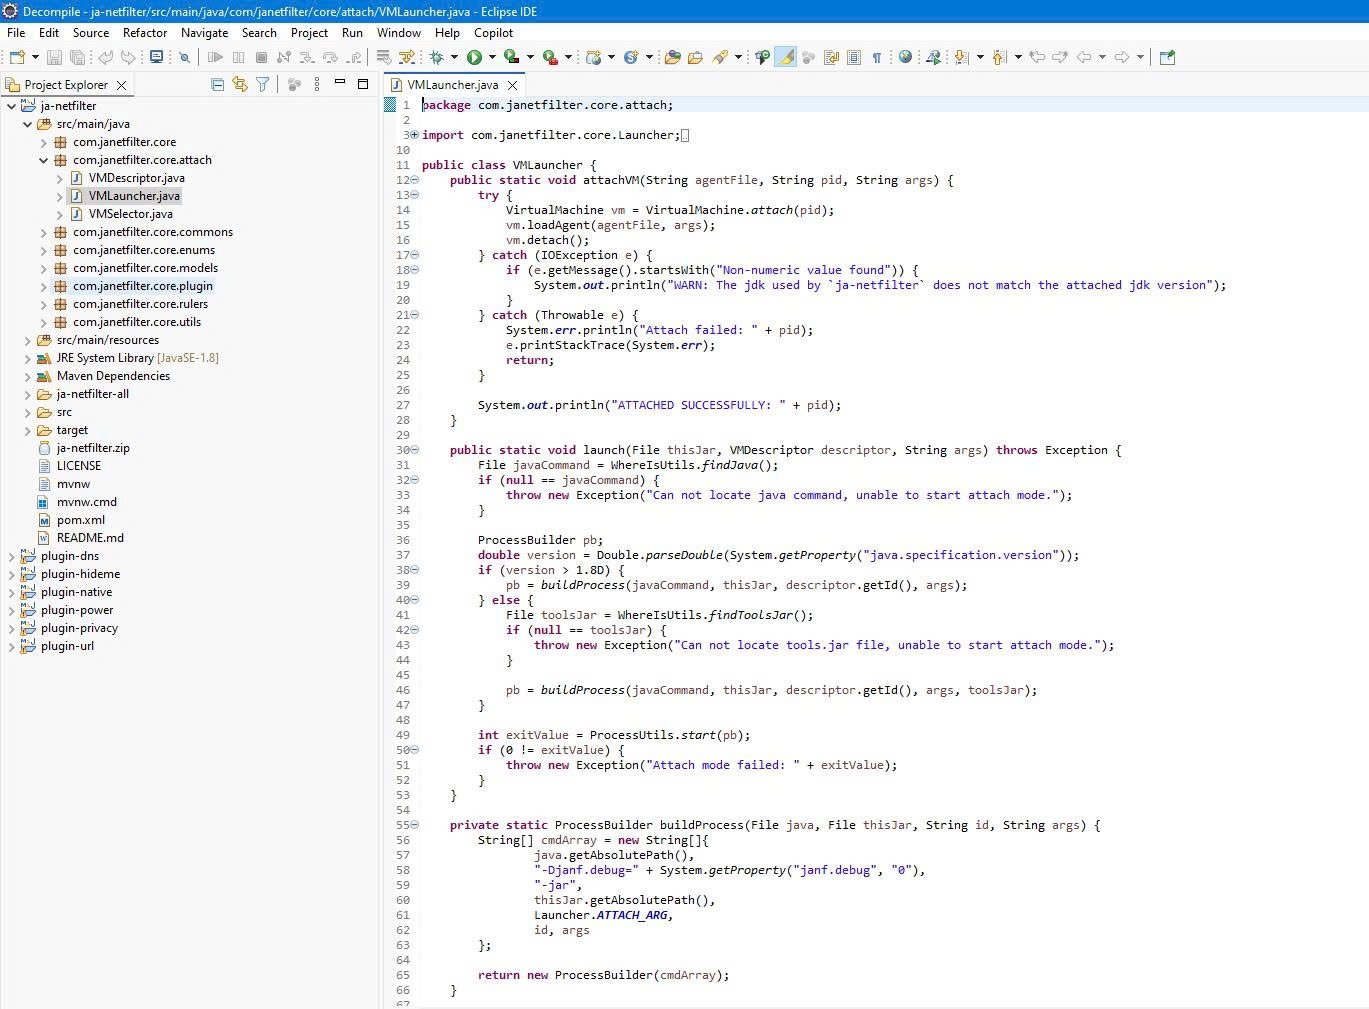 Decompile - ja-netfilter/src/main/java/com/janetfilter/core/attach/VMLauncher.java - Eclipse IDE
File Edit Source Refactor Navigate Search Project Run Window Help Copilot
Project Explorer
ja-netfilter
src/main/java
com.janetfilter.core
com.janetfilter.core.attach
VMDescriptor.java
VMLauncher.java
VMSelector.java
com.janetfilter.core.commons
com.janetfilter.core.enums
com.janetfilter.core.models
com.janetfilter.core.plugin
com.janetfilter.core.rulers
com.janetfilter.core.utils
src/main/resources
JRE System Library [JavaSE-1.8]
Maven Dependencies
ja-netfilter-all
src
target
ja-netfilter.zip
LICENSE
mvnw
mvnw.cmd
pom.xml
README.md
plugin-dns
plugin-hideme
plugin-native
plugin-power
plugin-privacy
plugin-url
VMLauncher.java
1 package com.janetfilter.core.attach;
2
3 import com.janetfilter.core.Launcher;
10
11 public class VMLauncher {
12     public static void attachVM(String agentFile, String pid, String args) {
13         try {
14             VirtualMachine vm = VirtualMachine.attach(pid);
15             vm.loadAgent(agentFile, args);
16             vm.detach();
17         } catch (IOException e) {
18             if (e.getMessage().startsWith("Non-numeric value found")) {
19                 System.out.println("WARN: The jdk used by `ja-netfilter` does not match the attached jdk version");
20             }
21         } catch (Throwable e) {
22             System.err.println("Attach failed: " + pid);
23             e.printStackTrace(System.err);
24             return;
25         }
26
27         System.out.println("ATTACHED SUCCESSFULLY: " + pid);
28     }
29
30     public static void launch(File thisJar, VMDescriptor descriptor, String args) throws Exception {
31         File javaCommand = WhereIsUtils.findJava();
32         if (null == javaCommand) {
33             throw new Exception("Can not locate java command, unable to start attach mode.");
34         }
35
36         ProcessBuilder pb;
37         double version = Double.parseDouble(System.getProperty("java.specification.version"));
38         if (version > 1.8D) {
39             pb = buildProcess(javaCommand, thisJar, descriptor.getId(), args);
40         } else {
41             File toolsJar = WhereIsUtils.findToolsJar();
42             if (null == toolsJar) {
43                 throw new Exception("Can not locate tools.jar file, unable to start attach mode.");
44             }
45
46             pb = buildProcess(javaCommand, thisJar, descriptor.getId(), args, toolsJar);
47         }
48
49         int exitValue = ProcessUtils.start(pb);
50         if (0 != exitValue) {
51             throw new Exception("Attach mode failed: " + exitValue);
52         }
53     }
54
55     private static ProcessBuilder buildProcess(File java, File thisJar, String id, String args) {
56         String[] cmdArray = new String[]{
57                 java.getAbsolutePath(),
58                 "-Djanf.debug=" + System.getProperty("janf.debug", "0"),
59                 "-jar",
60                 thisJar.getAbsolutePath(),
61                 Launcher.ATTACH_ARG,
62                 id, args
63         };
64
65         return new ProcessBuilder(cmdArray);
66     }
67